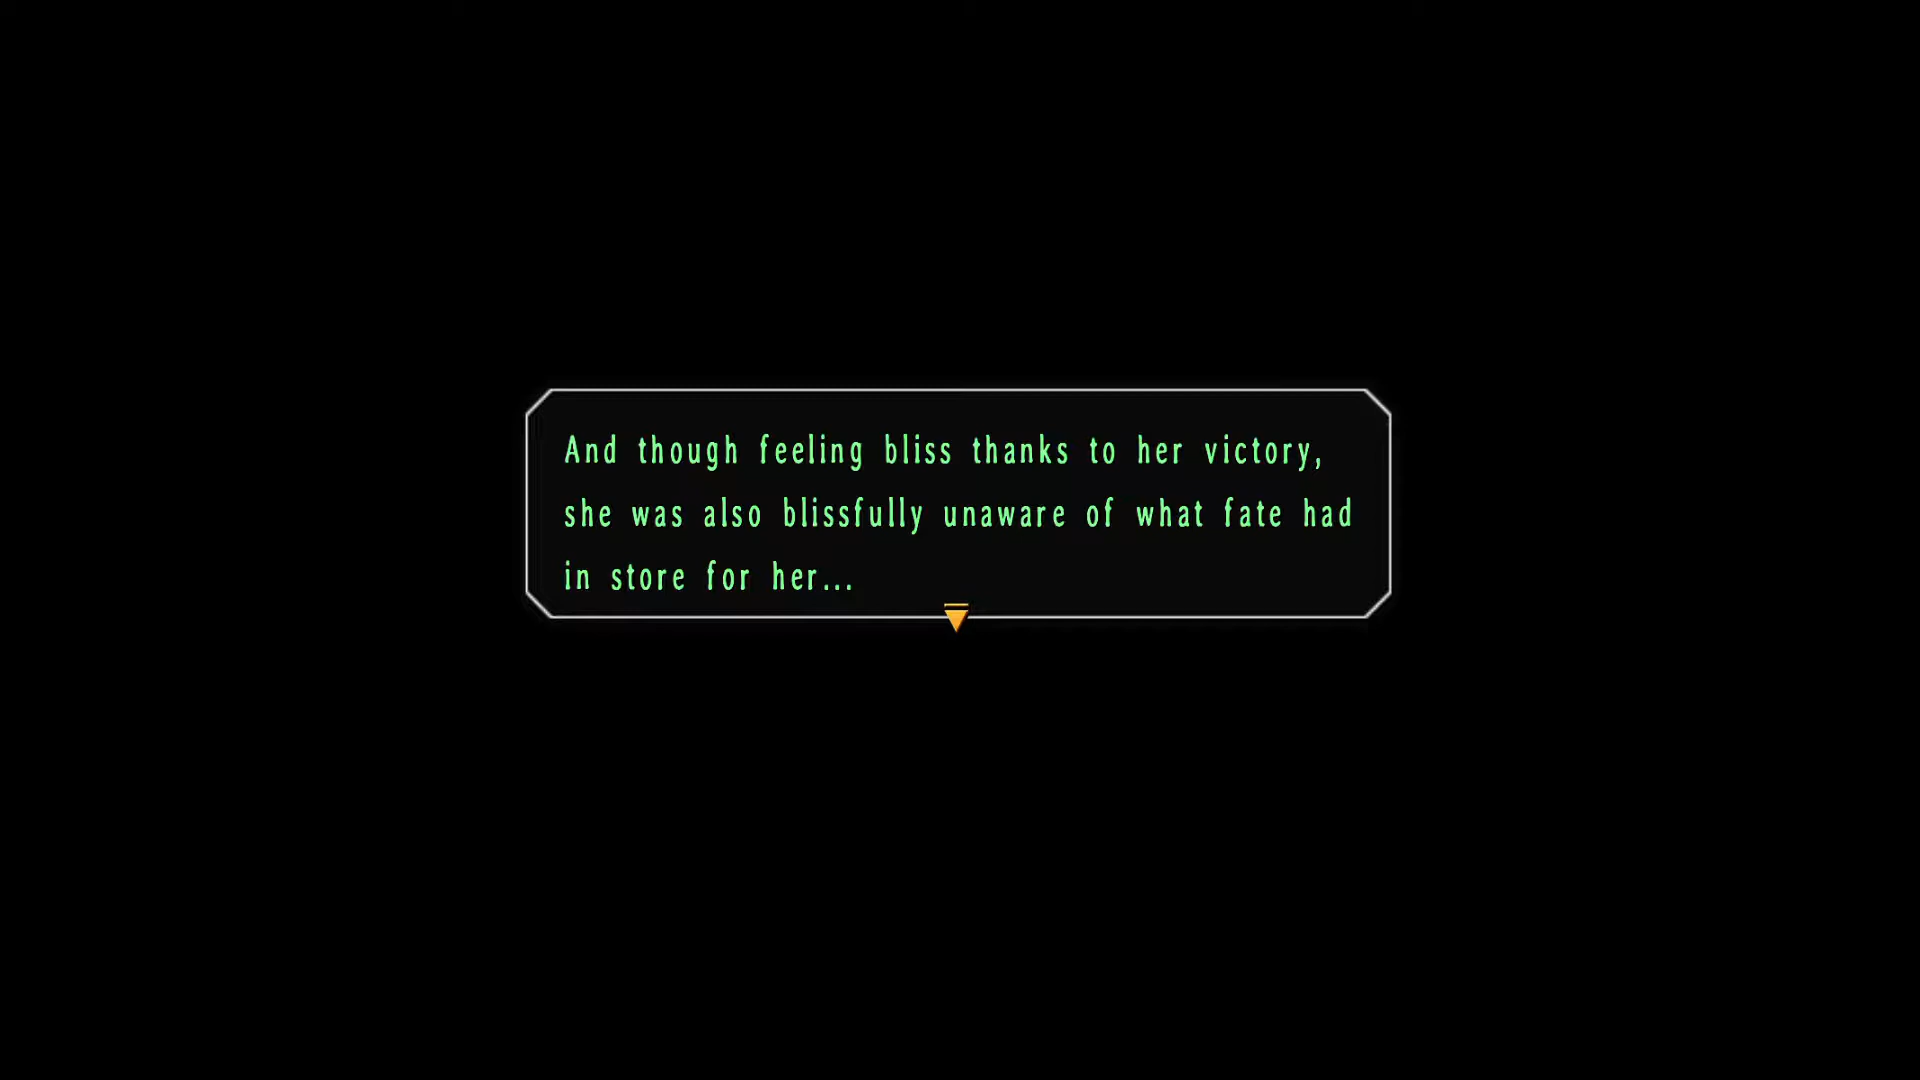 And though feeling bliss thanks to her victory,
she was also blissfully unaware of what fate had
in store for her...